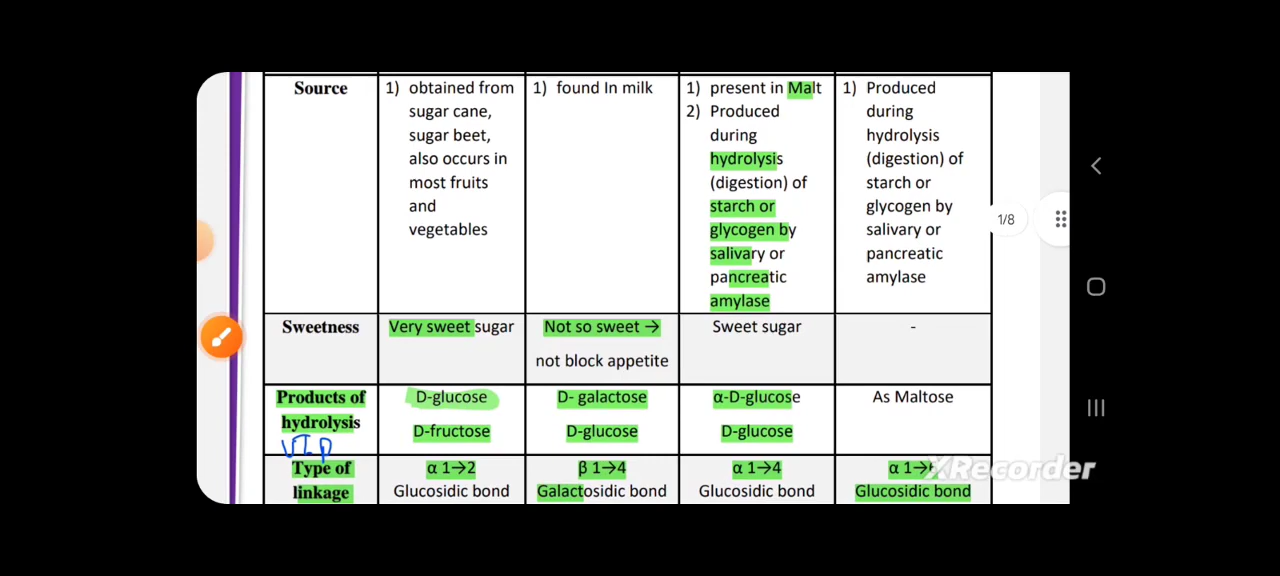 Source
1) obtained from
sugar cane,
sugar beet,
also occurs in
most fruits
and
vegetables
1) found In milk
1) present in Malt
2) Produced
during
hydrolysis
(digestion) of
starch or
glycogen by
salivary or
pancreatic
amylase
1) Produced
during
hydrolysis
(digestion) of
starch or
glycogen by
salivary or
pancreatic
amylase
1/8
Sweetness
Very sweet sugar
Not so sweet →
not block appetite
Sweet sugar
-
Products of
hydrolysis
VIP
D-glucose
D-fructose
D- galactose
D-glucose
α-D-glucose
D-glucose
As Maltose
Type of
linkage
α 1→2
Glucosidic bond
β 1→4
Galactosidic bond
α 1→4
Glucosidic bond
α 1→
Glucosidic bond
XRecorder